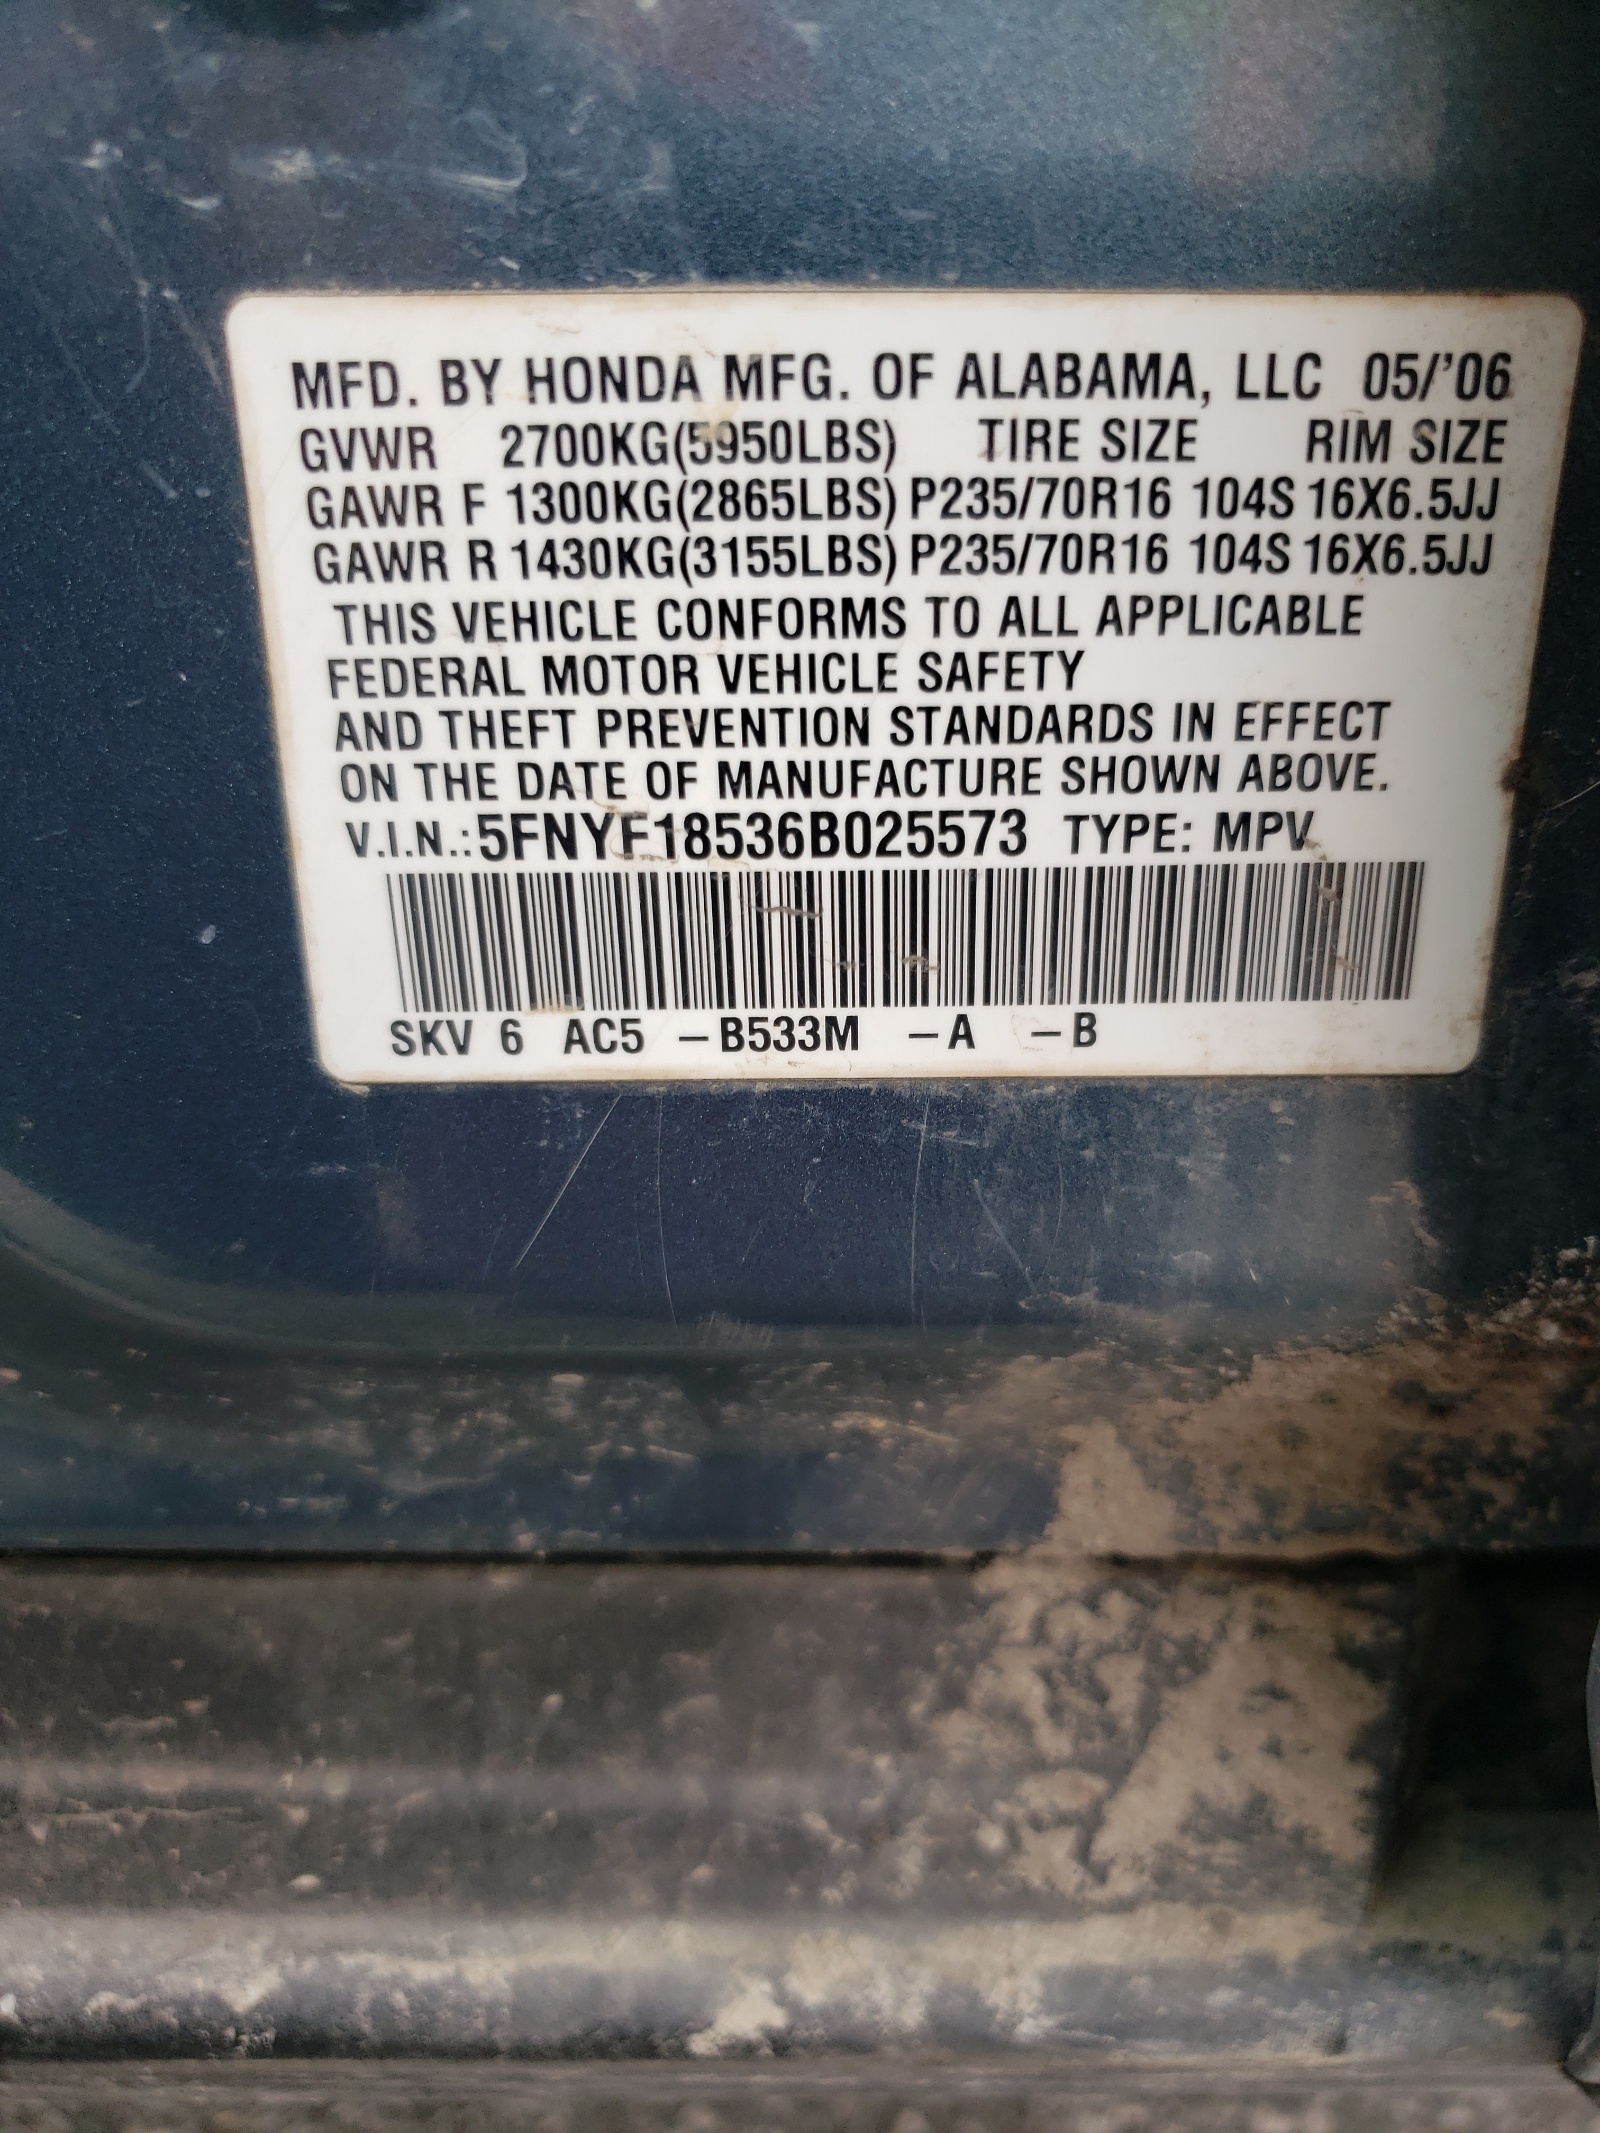 MFD. BY HONDA MFG. OF ALABAMA, LLC 05/'06
GVWR 2700KG(5950LBS) TIRE SIZE RIM SIZE
GAWR F 1300KG(2865LBS) P235/70R16 104S 16X6.5JJ
GAWR R 1430KG(3155LBS) P235/70R16 104S 16X6.5JJ
THIS VEHICLE CONFORMS TO ALL APPLICABLE
FEDERAL MOTOR VEHICLE SAFETY
AND THEFT PREVENTION STANDARDS IN EFFECT
ON THE DATE OF MANUFACTURE SHOWN ABOVE.
V.I.N.:5FNYF18536B025573 TYPE: MPV
SKV 6 AC5 -B533M -A -B